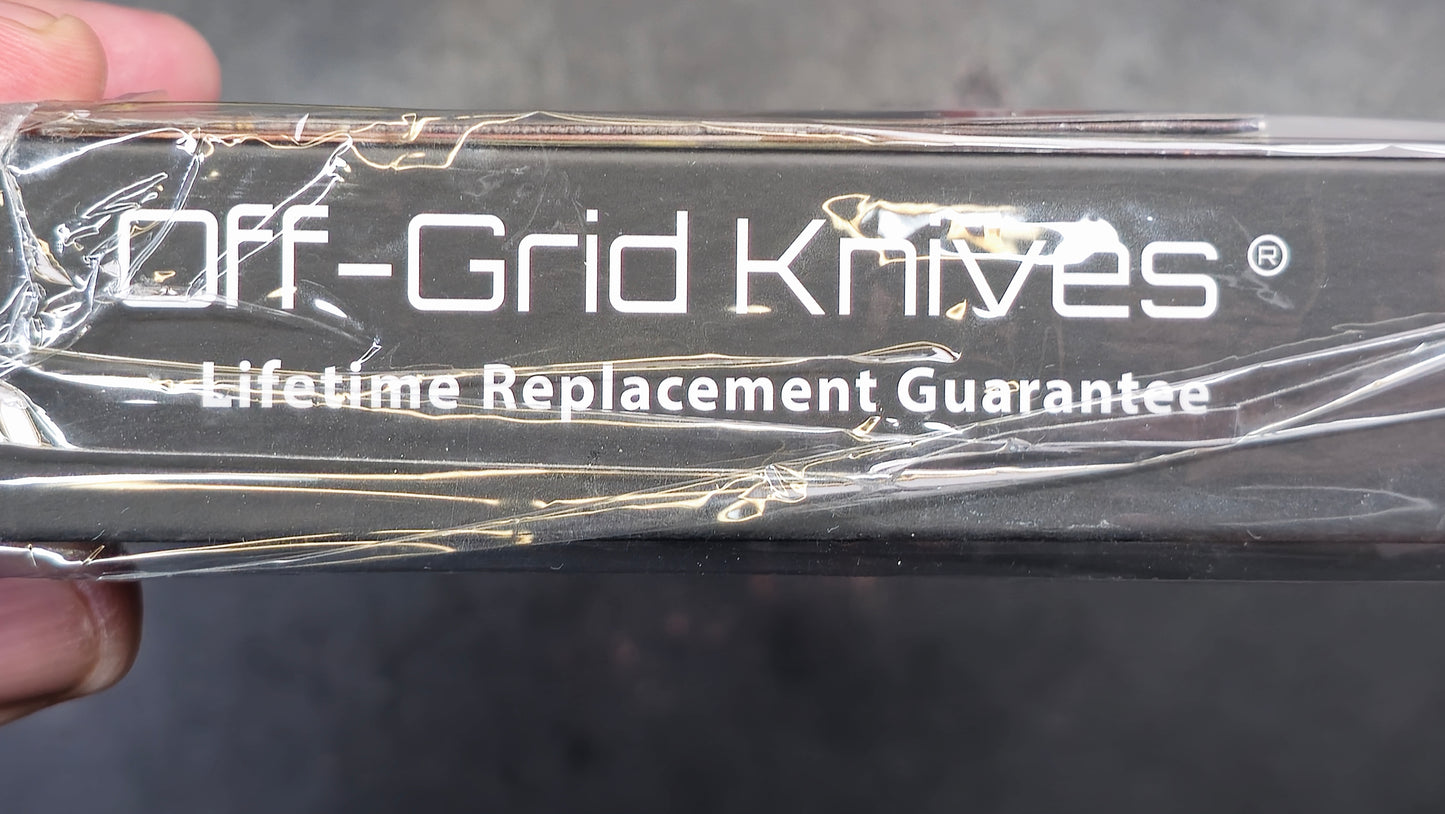 Off-Grid Knives®
Lifetime Replacement Guarantee